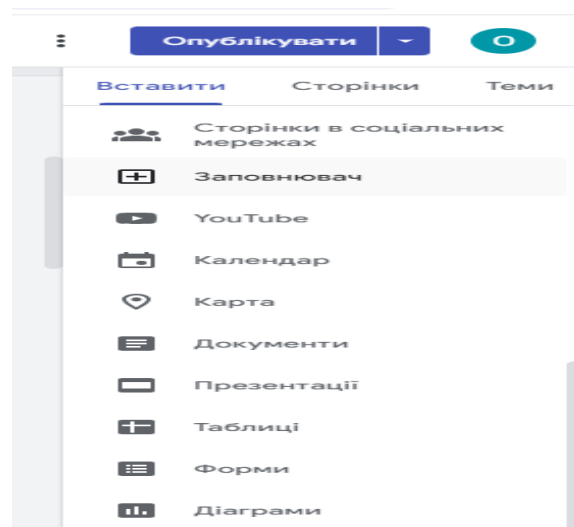 Опублікувати
О
Вставити Сторінки Теми
Сторінки в соціальних
мережах
Заповнювач
YouTube
Календар
Карта
Документи
Презентації
Таблиці
Форми
Діаграми